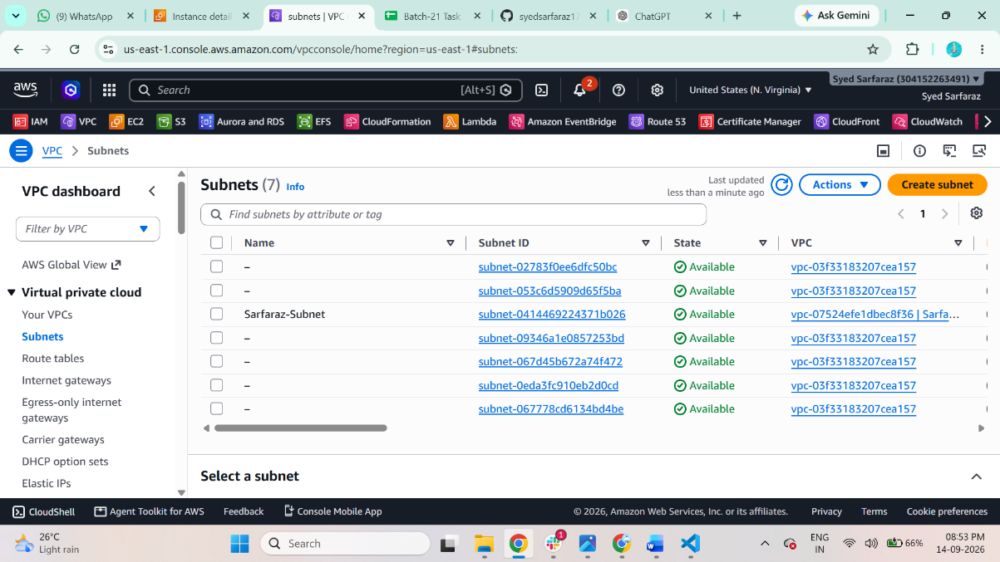 (9) WhatsApp
Instance detail
subnets | VPC
Batch-21 Task
syedsarfaraz17
ChatGPT
Ask Gemini
us-east-1.console.aws.amazon.com/vpcconsole/home?region=us-east-1#subnets:
aws
Search
[Alt+S]
2
United States (N. Virginia)
Syed Sarfaraz (304152263491)
Syed Sarfaraz
IAM
VPC
EC2
S3
Aurora and RDS
EFS
CloudFormation
Lambda
Amazon EventBridge
Route 53
Certificate Manager
CloudFront
CloudWatch
VPC
Subnets
VPC dashboard
Filter by VPC
AWS Global View
Virtual private cloud
Your VPCs
Subnets
Route tables
Internet gateways
Egress-only internet
gateways
Carrier gateways
DHCP option sets
Elastic IPs
Subnets (7) Info
Last updated
less than a minute ago
Actions
Create subnet
Find subnets by attribute or tag
1
Name Subnet ID State VPC
– subnet-02783f0ee6dfc50bc Available vpc-03f33183207cea157
– subnet-053c6d5909d65f5ba Available vpc-03f33183207cea157
Sarfaraz-Subnet subnet-0414469224371b026 Available vpc-07524efe1dbec8f36 | Sarfa...
– subnet-09346a1e0857253bd Available vpc-03f33183207cea157
– subnet-067d45b672a74f472 Available vpc-03f33183207cea157
– subnet-0eda3fc910eb2d0cd Available vpc-03f33183207cea157
– subnet-067778cd6134bd4be Available vpc-03f33183207cea157
Select a subnet
CloudShell
Agent Toolkit for AWS
Feedback
Console Mobile App
© 2026, Amazon Web Services, Inc. or its affiliates.
Privacy
Terms
Cookie preferences
26°C
Light rain
Search
1
ENG
IN
66%
08:53 PM
14-09-2026